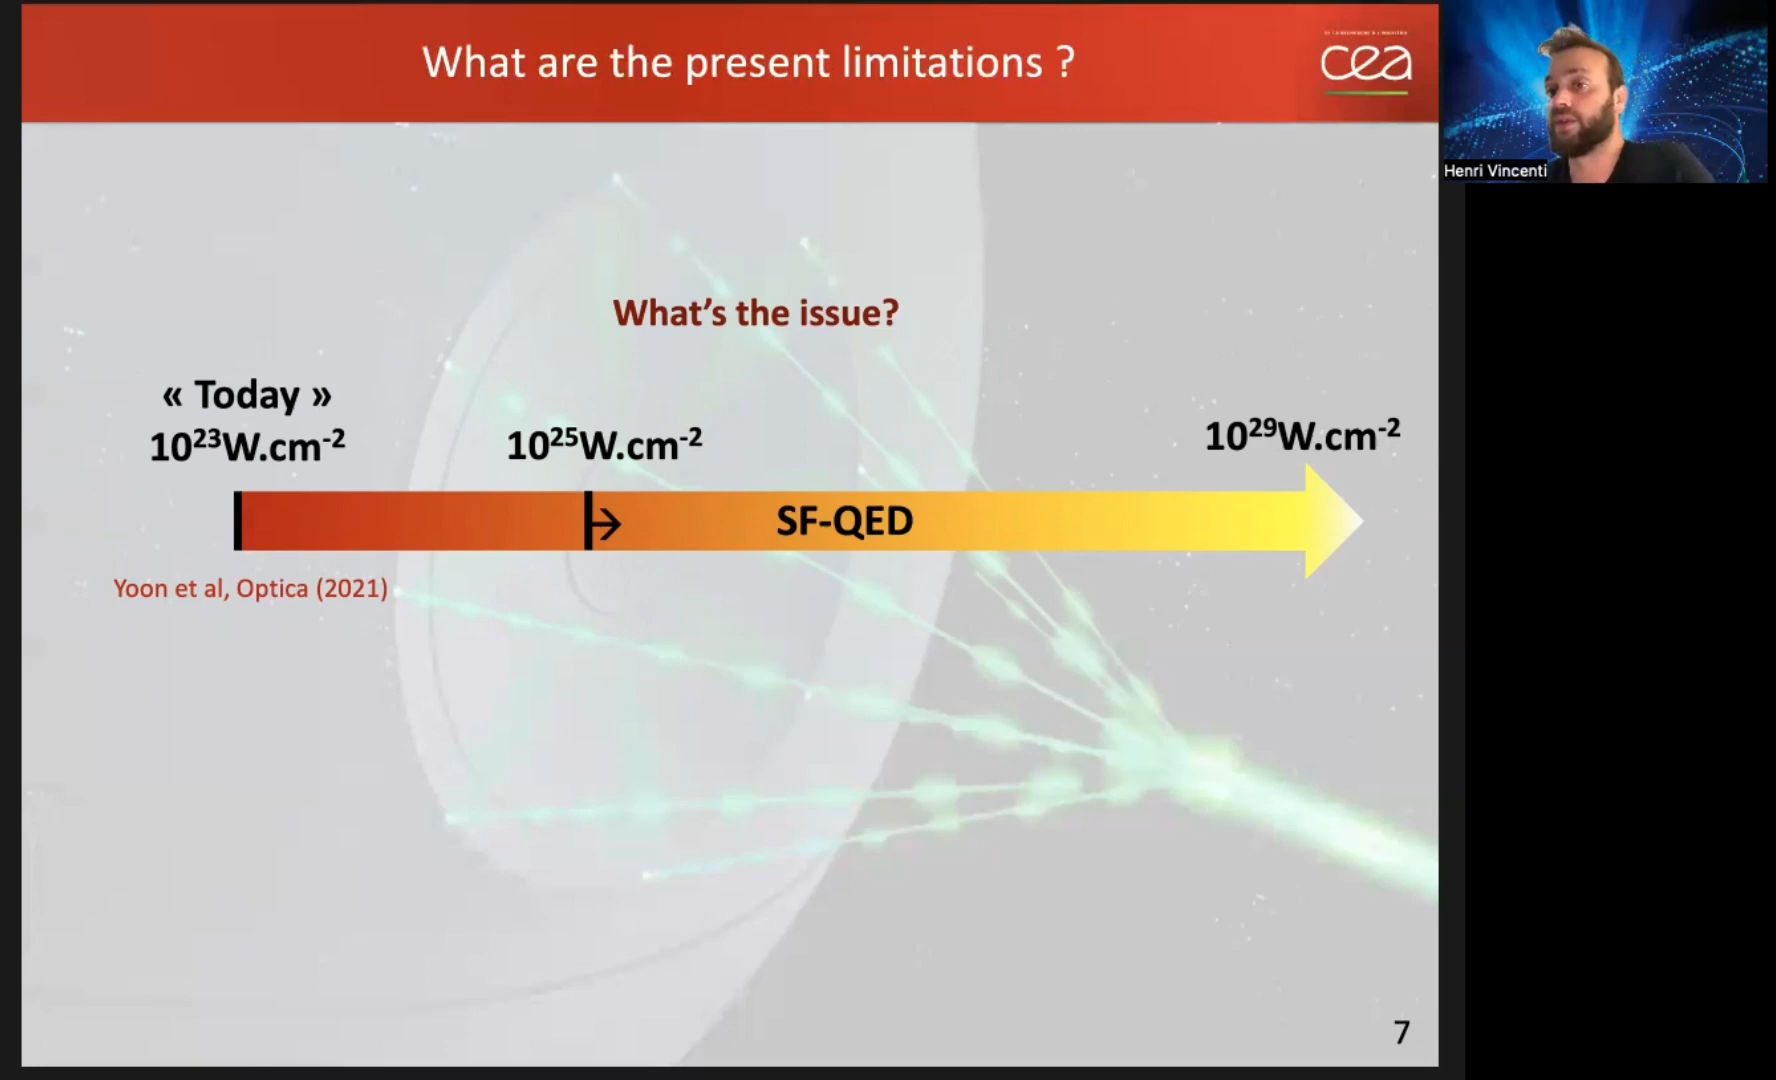 What are the present limitations ?
cea
Henri Vincenti
What's the issue?
« Today »
10²³W.cm⁻²
10²⁵W.cm⁻²
10²⁹W.cm⁻²
SF-QED
Yoon et al, Optica (2021)
7